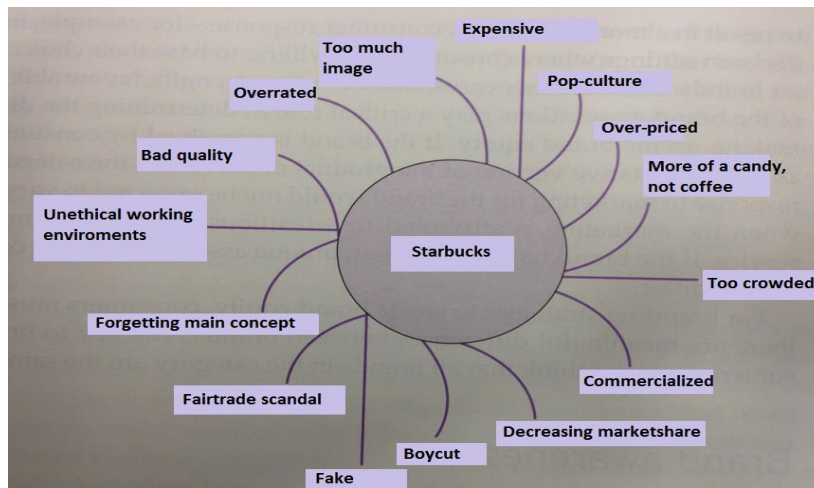 Expensive
Too much
image
Pop-culture
Overrated
Over-priced
Bad quality
More of a candy,
not coffee
Unethical working
enviroments
Starbucks
Too crowded
Forgetting main concept
Commercialized
Fairtrade scandal
Decreasing marketshare
Boycut
Fake